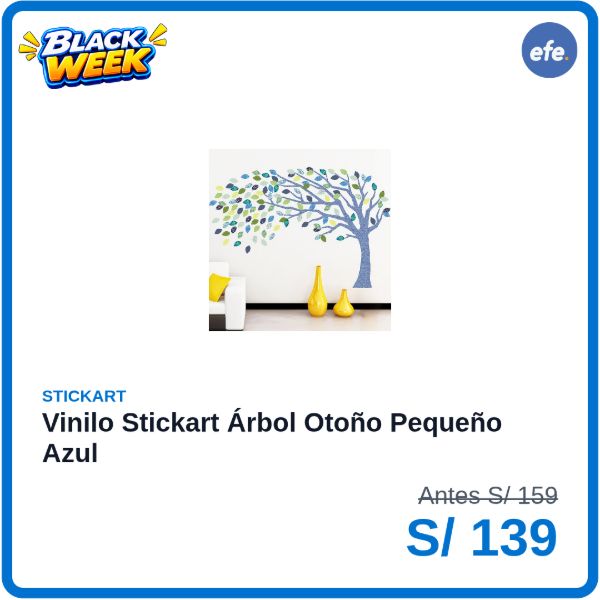 BLACK
WEEK
efe.
STICKART
Vinilo Stickart Árbol Otoño Pequeño
Azul
Antes S/ 159
S/ 139